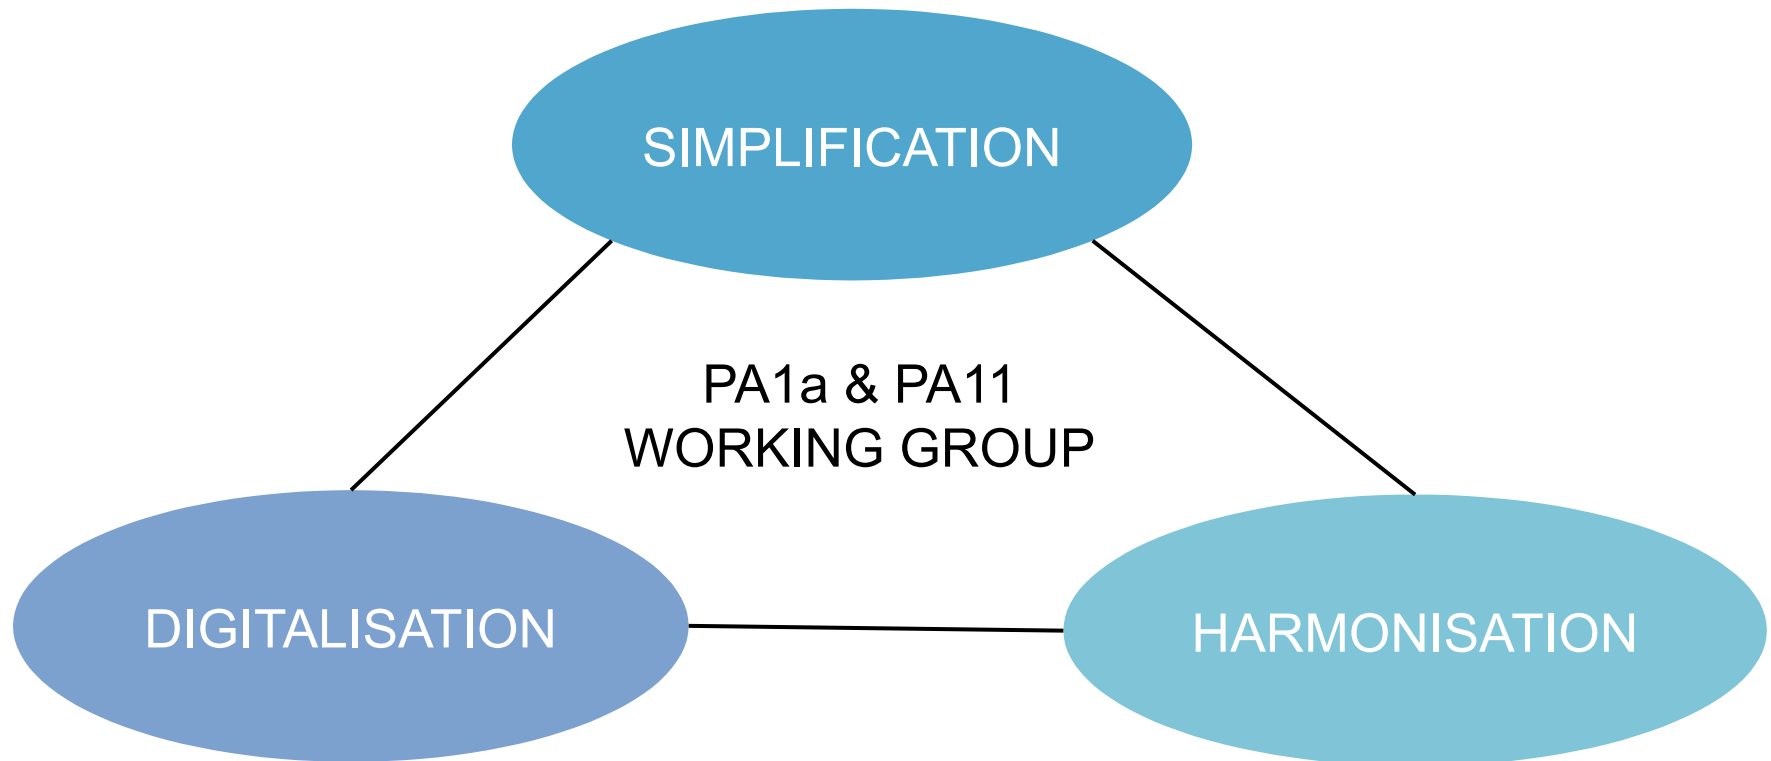 SIMPLIFICATION
PA1a & PA11
WORKING GROUP
DIGITALISATION
HARMONISATION